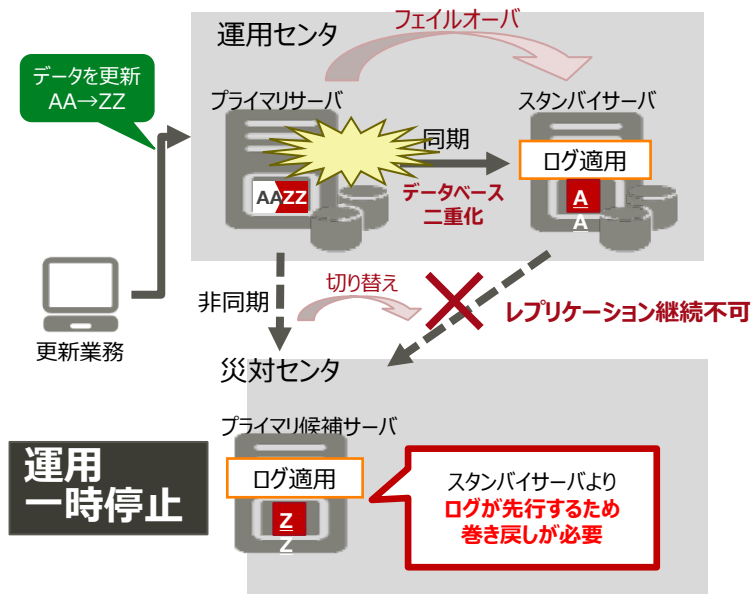 運用センタ
フェイルオーバ
データを更新
AA→ZZ
プライマリサーバ
スタンバイサーバ
同期
ログ適用
データベース
二重化
AAZZ
A
A
非同期
切り替え
レプリケーション継続不可
更新業務
災対センタ
プライマリ候補サーバ
運用
一時停止
ログ適用
Z
Z
スタンバイサーバより
ログが先行するため
巻き戻しが必要